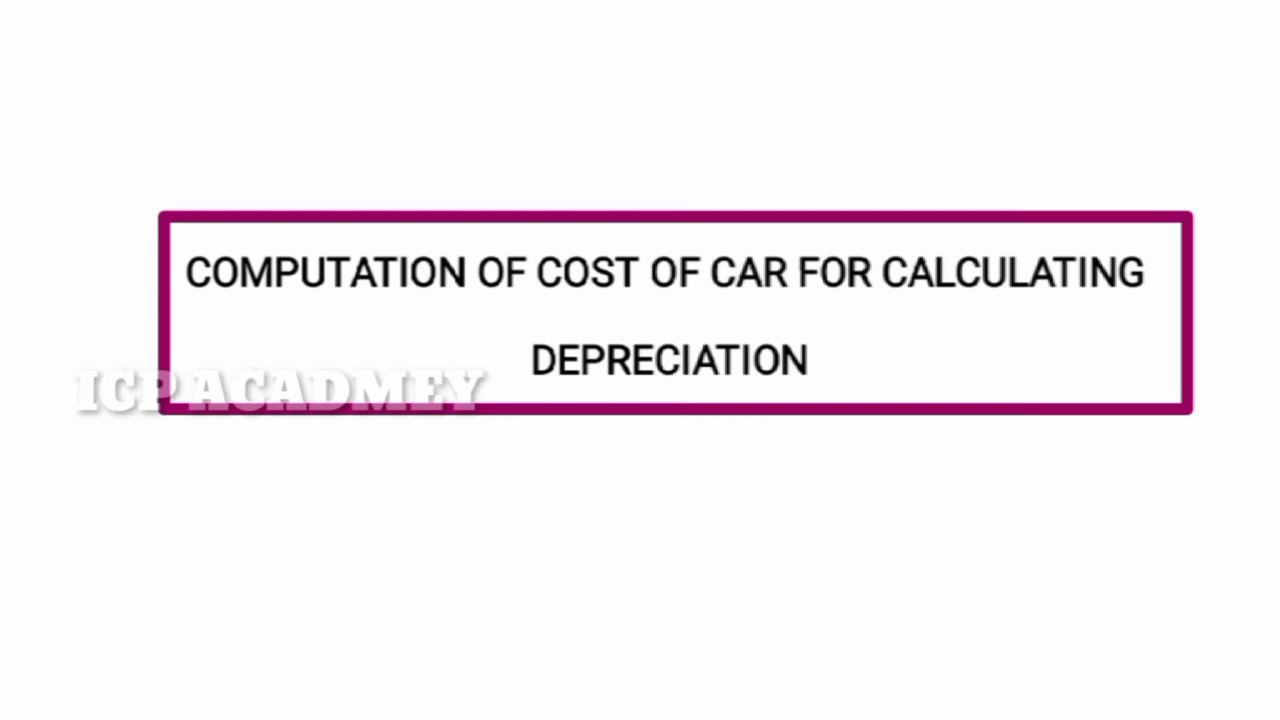 COMPUTATION OF COST OF CAR FOR CALCULATING
DEPRECIATION
ICP ACADMEY